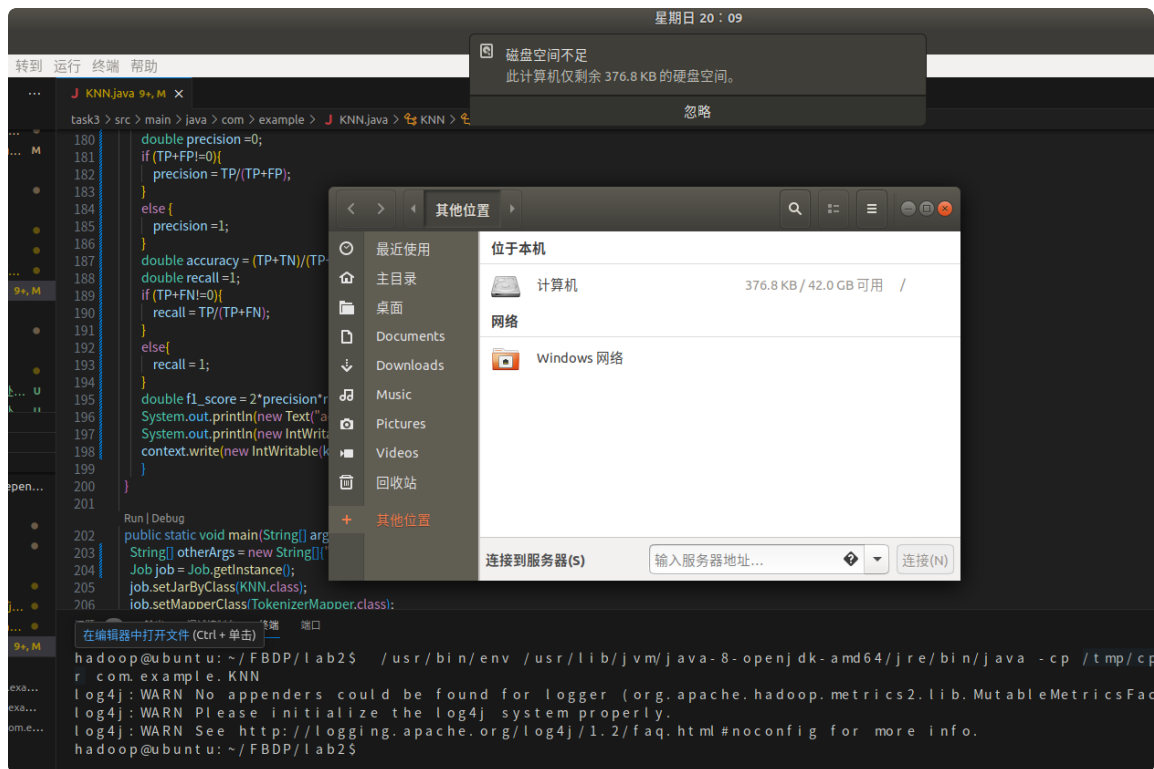 星期日 20：09
磁盘空间不足
此计算机仅剩余 376.8 KB 的硬盘空间。
忽略
转到 运行 终端 帮助
KNN.java 9+, M
task3 > src > main > java > com > example > KNN.java > KNN >
180 double precision =0;
181 if (TP+FP!=0){
182 precision = TP/(TP+FP);
183 }
184 else {
185 precision =1;
186 }
187 double accuracy = (TP+TN)/(TP+
188 double recall =1;
189 if (TP+FN!=0){
190 recall = TP/(TP+FN);
191 }
192 else{
193 recall = 1;
194 }
195 double f1_score = 2*precision*r
196 System.out.println(new Text("a
197 System.out.println(new IntWrita
198 context.write(new IntWritable(k
199 }
200 }
201
Run | Debug
202 public static void main(String[] arg
203 String[] otherArgs = new String[]{"
204 Job job = Job.getInstance();
205 job.setJarByClass(KNN.class);
206 job.setMapperClass(TokenizerMapper.class);
M
9+, M
U
U
epen...
9+, M
.exa...
exa...
om.e...
其他位置
最近使用
主目录
桌面
Documents
Downloads
Music
Pictures
Videos
回收站
其他位置
位于本机
计算机 376.8 KB / 42.0 GB 可用 /
网络
Windows 网络
连接到服务器(S) 输入服务器地址... 连接(N)
终端 端口
在编辑器中打开文件 (Ctrl + 单击)
hadoop@ubuntu:~/FBDP/lab2$ /usr/bin/env /usr/lib/jvm/java-8-openjdk-amd64/jre/bin/java -cp /tmp/cp
r com.example.KNN
log4j:WARN No appenders could be found for logger (org.apache.hadoop.metrics2.lib.MutableMetricsFac
log4j:WARN Please initialize the log4j system properly.
log4j:WARN See http://logging.apache.org/log4j/1.2/faq.html#noconfig for more info.
hadoop@ubuntu:~/FBDP/lab2$